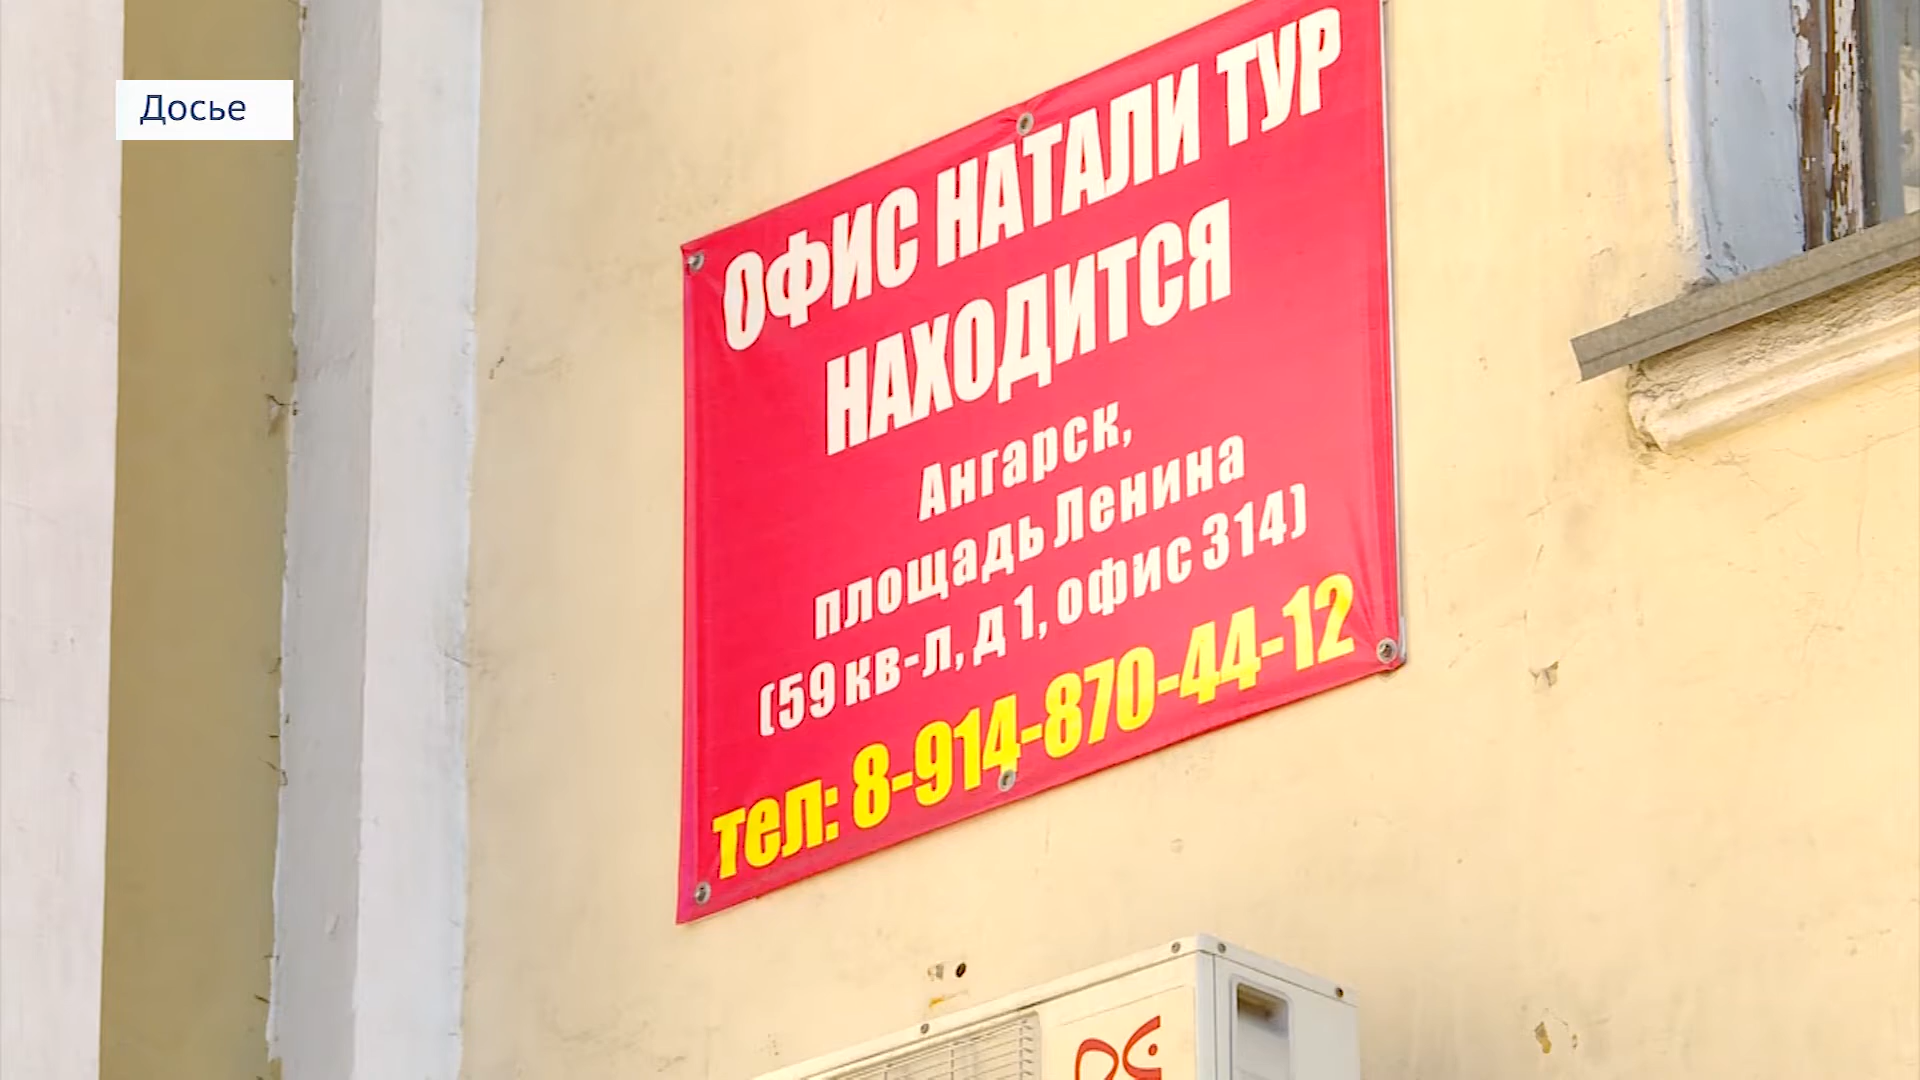 Досье
ОФИС НАТАЛИ ТУР
НАХОДИТСЯ
Ангарск,
площадь Ленина
(59 кв-л, д 1, офис 314)
тел: 8-914-870-44-12